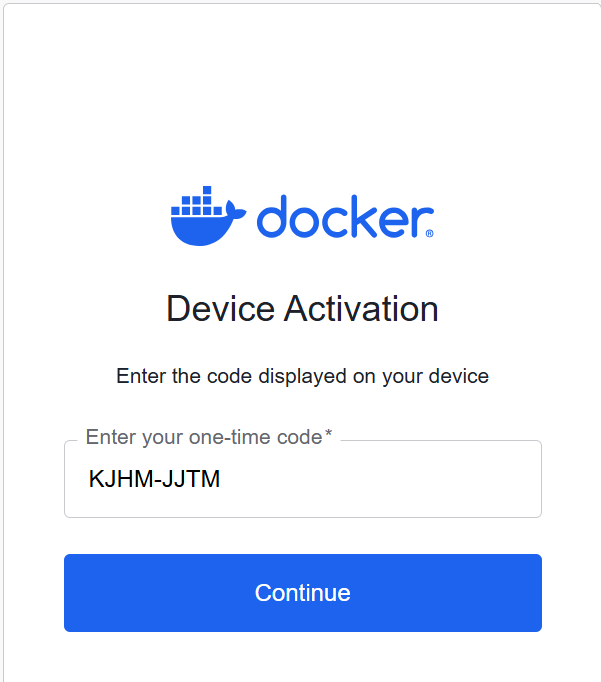 docker®
Device Activation
Enter the code displayed on your device
Enter your one-time code*
KJHM-JJTM
Continue